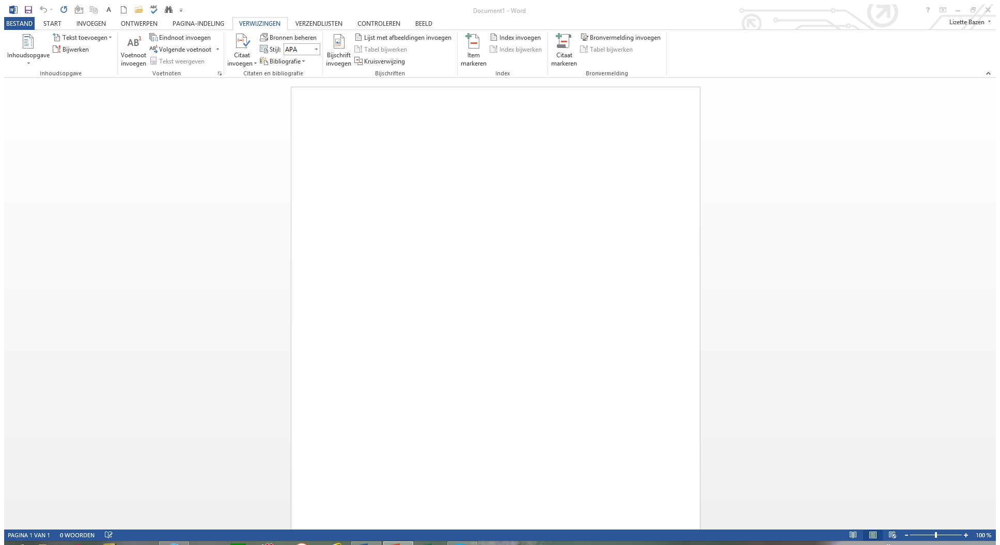 Document1 - Word
BESTAND START INVOEGEN ONTWERPEN PAGINA-INDELING VERWIJZINGEN VERZENDLIJSTEN CONTROLEREN BEELD Lizette Bazen
Inhoudsopgave
Tekst toevoegen
Bijwerken
Inhoudsopgave
AB1
Voetnoot
invoegen
Eindnoot invoegen
Volgende voetnoot
Tekst weergeven
Voetnoten
Citaat
invoegen
Bronnen beheren
Stijl: APA
Bibliografie
Citaten en bibliografie
Bijschrift
invoegen
Lijst met afbeeldingen invoegen
Tabel bijwerken
Kruisverwijzing
Bijschriften
Item
markeren
Index invoegen
Index bijwerken
Index
Citaat
markeren
Bronvermelding invoegen
Tabel bijwerken
Bronvermelding
PAGINA 1 VAN 1 0 WOORDEN 100 %